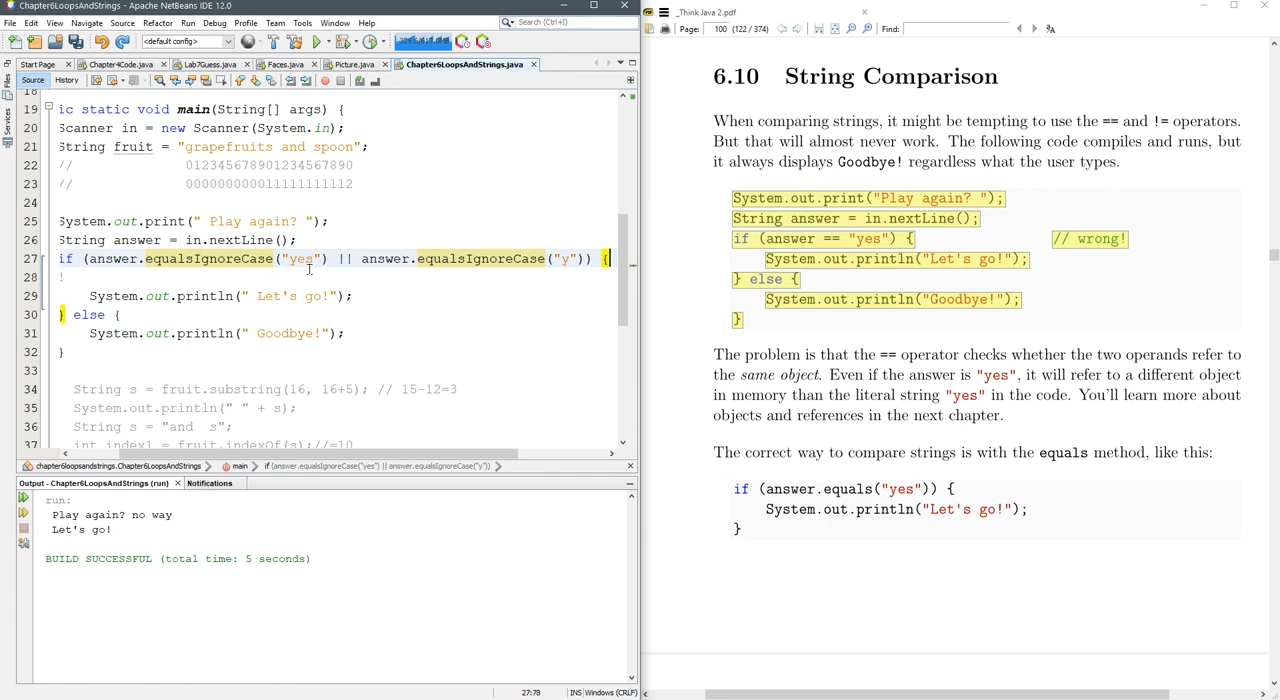 Chapter6LoopsAndStrings - Apache NetBeans IDE 12.0
File Edit View Navigate Source Refactor Run Debug Profile Team Tools Window Help
Search (Ctrl+I)
<default config>
Start Page Chapter4Code.java Lab7Guess.java Faces.java Picture.java Chapter6LoopsAndStrings.java
Source History
Files
Services
18
19 ic static void main(String[] args) {
20 Scanner in = new Scanner(System.in);
21 String fruit = "grapefruits and spoon";
22 // 012345678901234567890
23 // 000000000011111111112
24
25 System.out.print(" Play again? ");
26 String answer = in.nextLine();
27 if (answer.equalsIgnoreCase("yes") || answer.equalsIgnoreCase("y")) {
28 !
29 System.out.println(" Let's go!");
30 } else {
31 System.out.println(" Goodbye!");
32 }
33
34 String s = fruit.substring(16, 16+5); // 15-12=3
35 System.out.println(" " + s);
36 String s = "and  s";
37 int index1 = fruit.indexOf(s);//=10
chapter6loopsandstrings.Chapter6LoopsAndStrings main if (answer.equalsIgnoreCase("yes") || answer.equalsIgnoreCase("y"))
Output - Chapter6LoopsAndStrings (run) Notifications
run:
Play again? no way
Let's go!
BUILD SUCCESSFUL (total time: 5 seconds)
27:78 INS Windows (CRLF)
_Think Java 2.pdf
Page: 100 (122 / 374) Find:
6.10 String Comparison
When comparing strings, it might be tempting to use the == and != operators.
But that will almost never work. The following code compiles and runs, but
it always displays Goodbye! regardless what the user types.
System.out.print("Play again? ");
String answer = in.nextLine();
if (answer == "yes") { // wrong!
System.out.println("Let's go!");
} else {
System.out.println("Goodbye!");
}
The problem is that the == operator checks whether the two operands refer to
the same object. Even if the answer is "yes", it will refer to a different object
in memory than the literal string "yes" in the code. You'll learn more about
objects and references in the next chapter.
The correct way to compare strings is with the equals method, like this:
if (answer.equals("yes")) {
System.out.println("Let's go!");
}